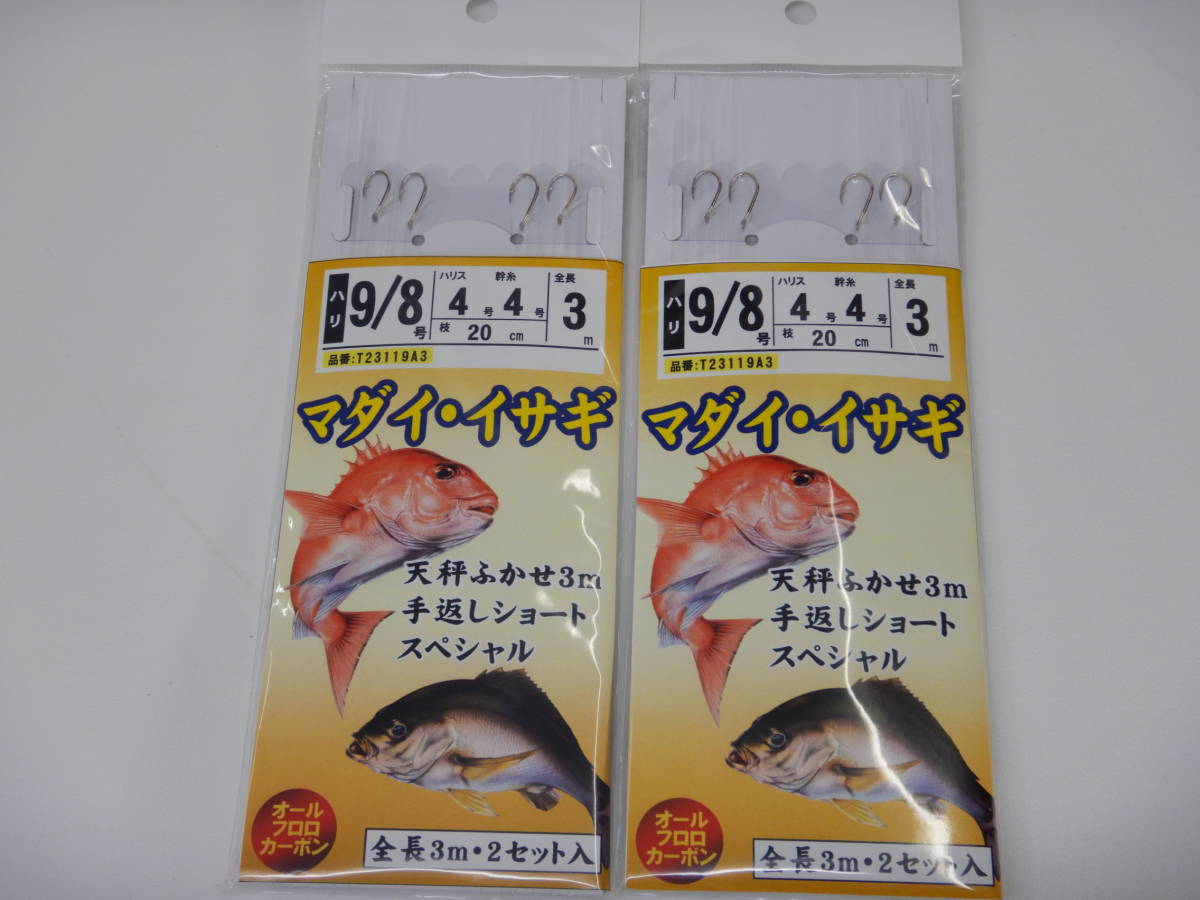 ハリ 9/8 号
ハリス 4 号 幹糸 4 号
枝 20 cm
全長 3 m
品番:T23119A3
マダイ・イサギ
天秤ふかせ3m
手返しショート
スペシャル
オール
フロロ
カーボン
全長3m・2セット入
ハリ 9/8 号
ハリス 4 号 幹糸 4 号
枝 20 cm
全長 3 m
品番:T23119A3
マダイ・イサギ
天秤ふかせ3m
手返しショート
スペシャル
オール
フロロ
カーボン
全長3m・2セット入